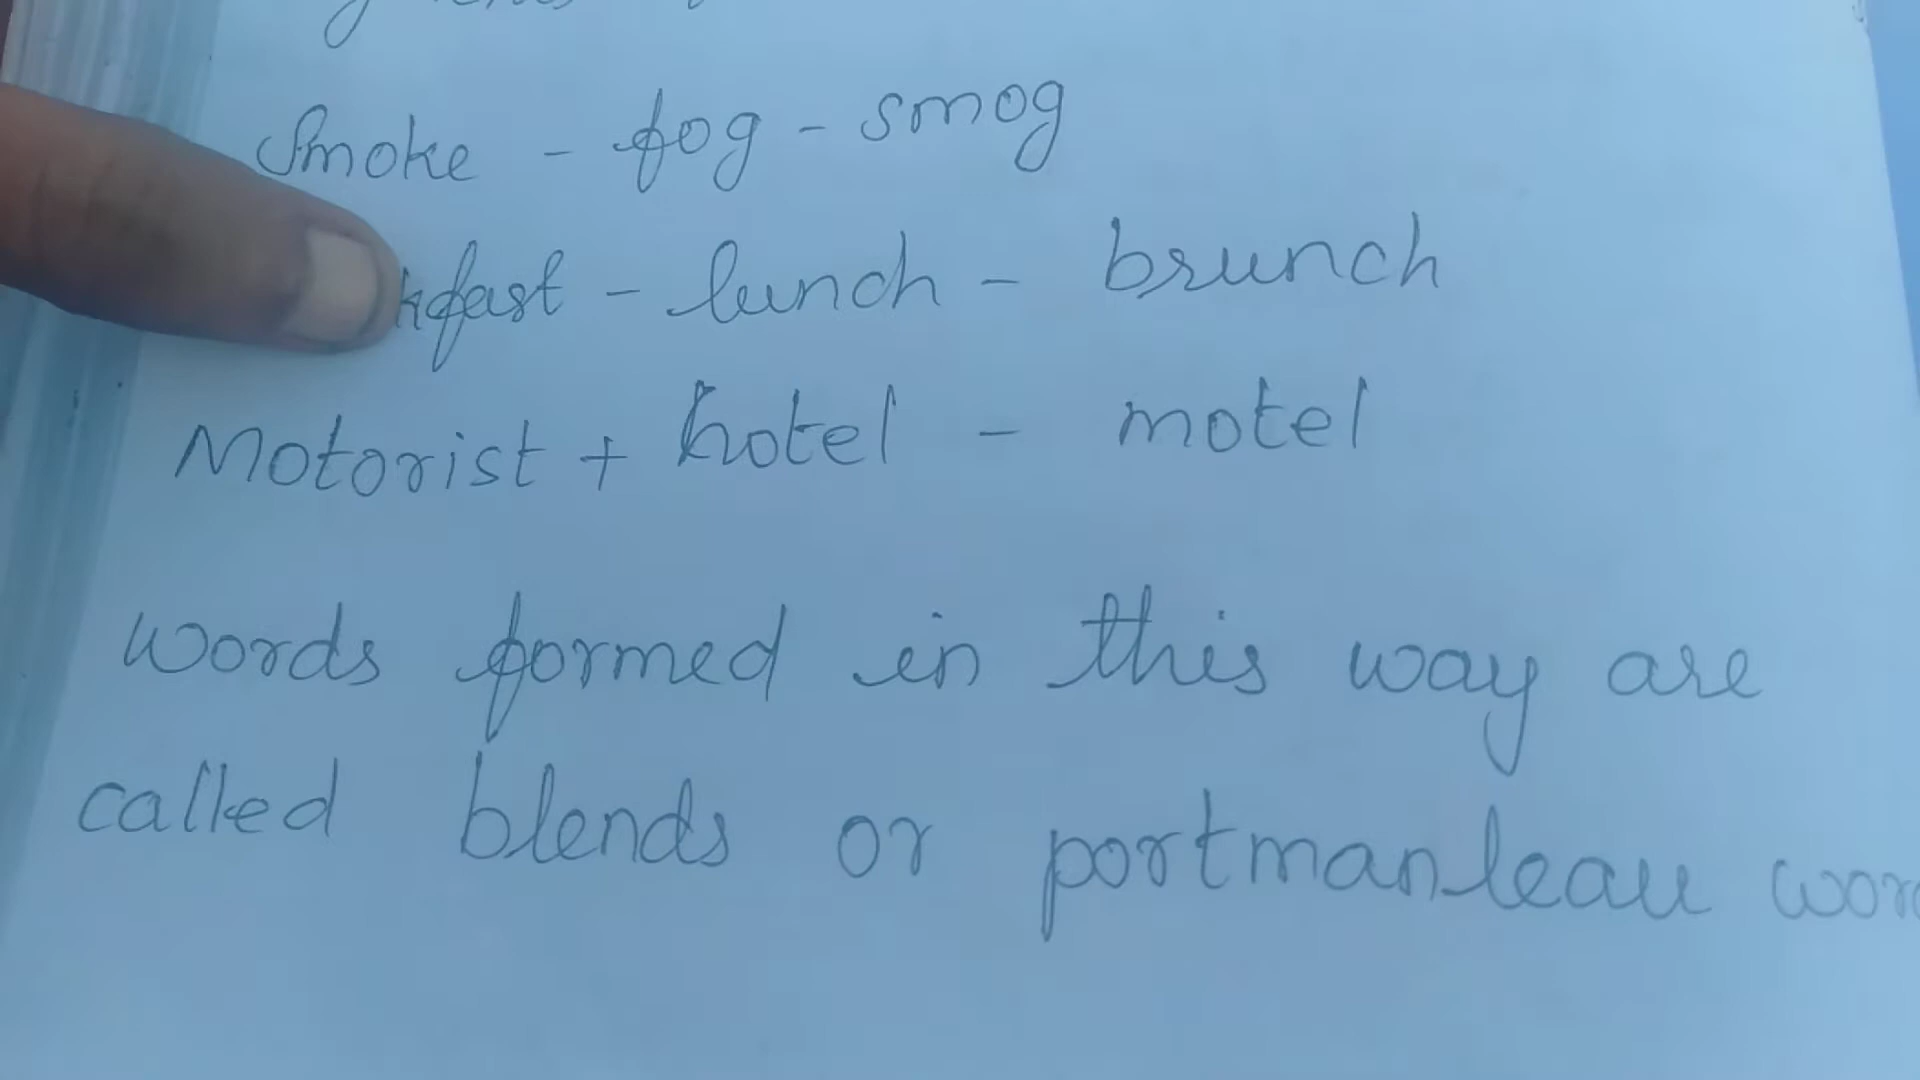 Smoke - fog - smog
kfast - lunch - brunch
Motorist + hotel - motel
words formed in this way are
called blends or portmanteau wor